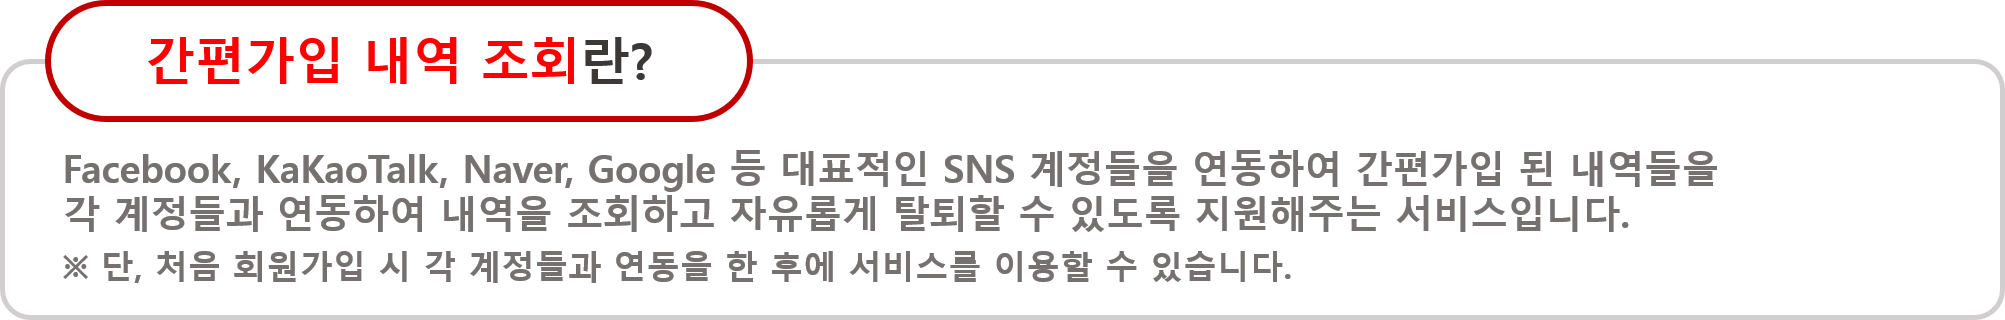 간편가입 내역 조회란?
Facebook, KaKaoTalk, Naver, Google 등 대표적인 SNS 계정들을 연동하여 간편가입 된 내역들을
각 계정들과 연동하여 내역을 조회하고 자유롭게 탈퇴할 수 있도록 지원해주는 서비스입니다.
※ 단, 처음 회원가입 시 각 계정들과 연동을 한 후에 서비스를 이용할 수 있습니다.